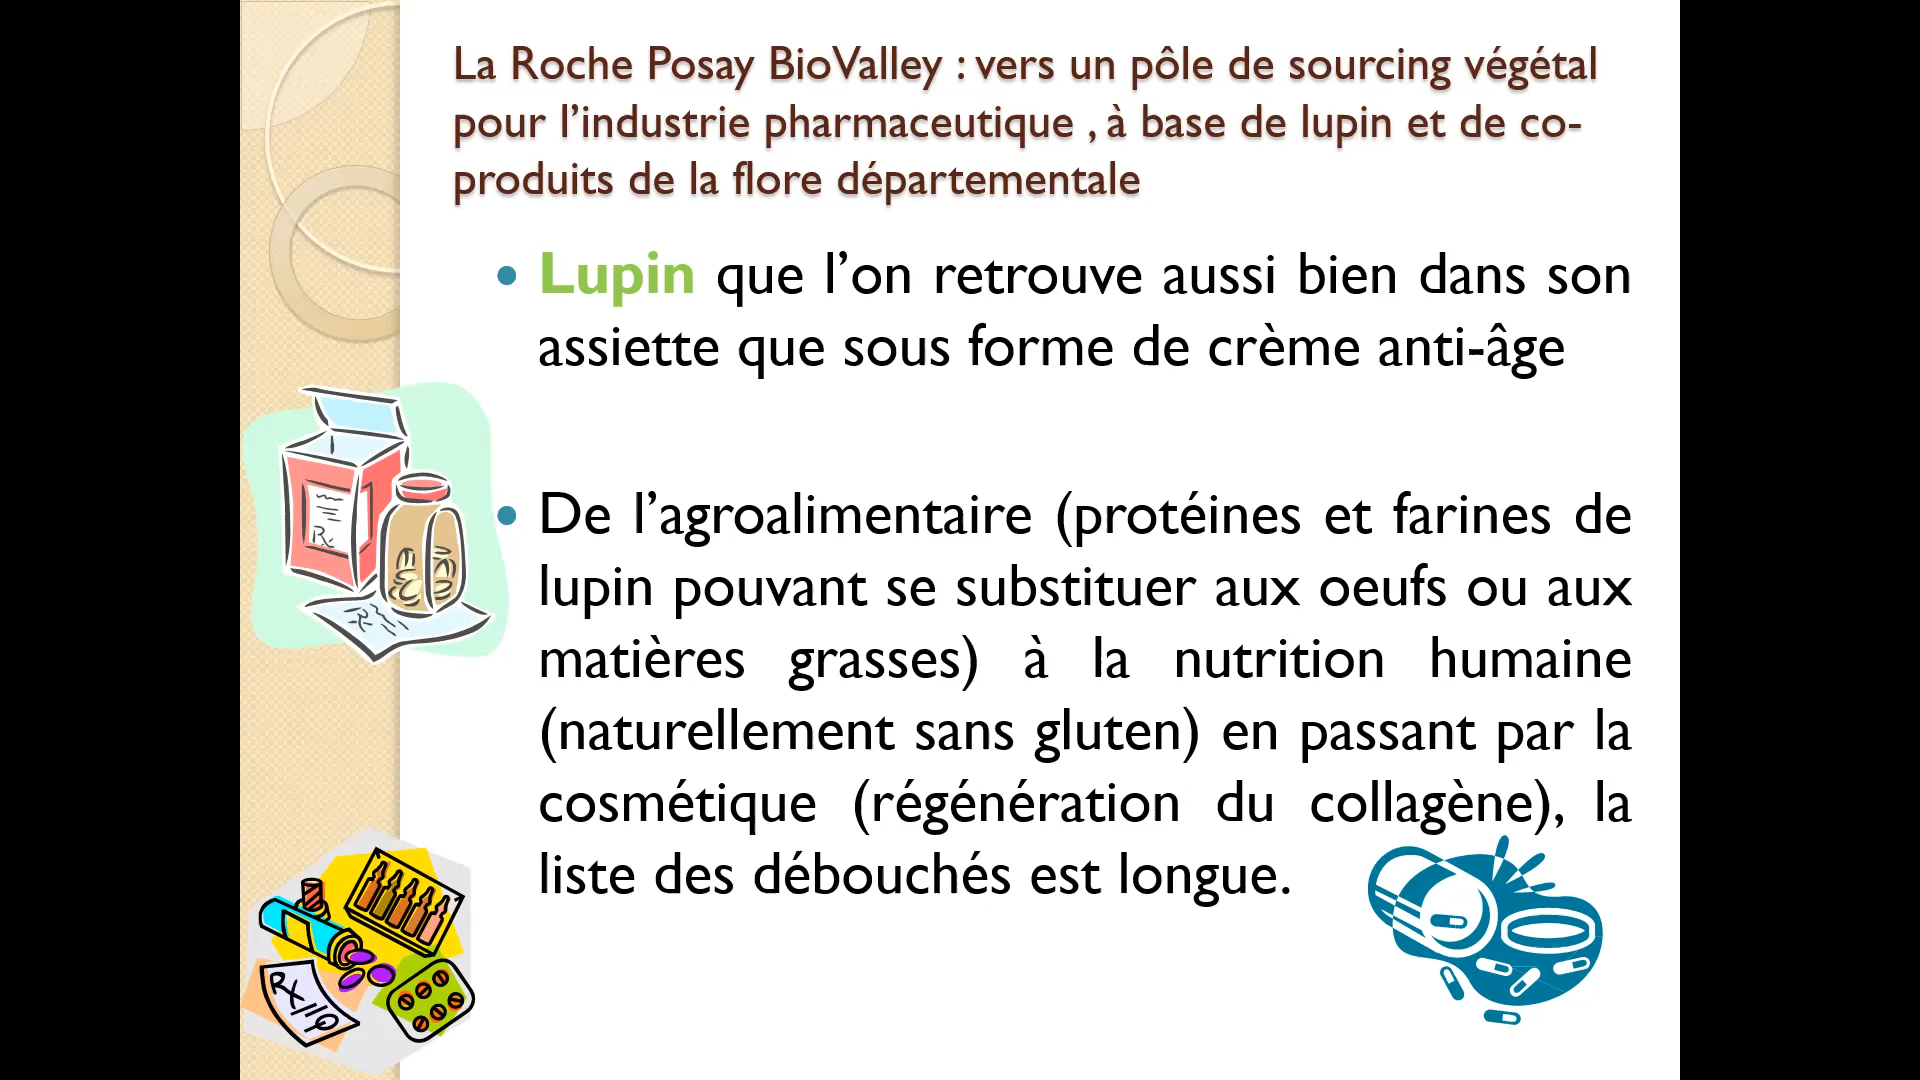 La Roche Posay BioValley : vers un pôle de sourcing végétal
pour l’industrie pharmaceutique , à base de lupin et de co-
produits de la flore départementale
• Lupin que l’on retrouve aussi bien dans son
assiette que sous forme de crème anti-âge
• De l’agroalimentaire (protéines et farines de
lupin pouvant se substituer aux oeufs ou aux
matières grasses) à la nutrition humaine
(naturellement sans gluten) en passant par la
cosmétique (régénération du collagène), la
liste des débouchés est longue.
Rx
Rx
RX